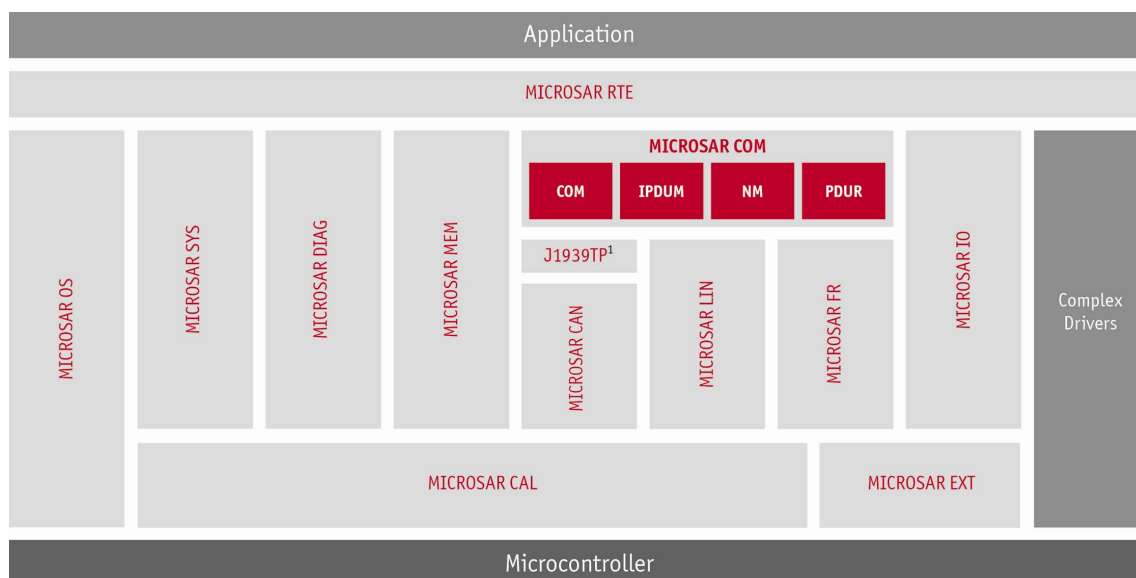 Application
MICROSAR RTE
MICROSAR OS
MICROSAR SYS
MICROSAR DIAG
MICROSAR MEM
MICROSAR COM
COM
IPDUM
NM
PDUR
J1939TP¹
MICROSAR CAN
MICROSAR LIN
MICROSAR FR
MICROSAR IO
Complex
Drivers
MICROSAR CAL
MICROSAR EXT
Microcontroller